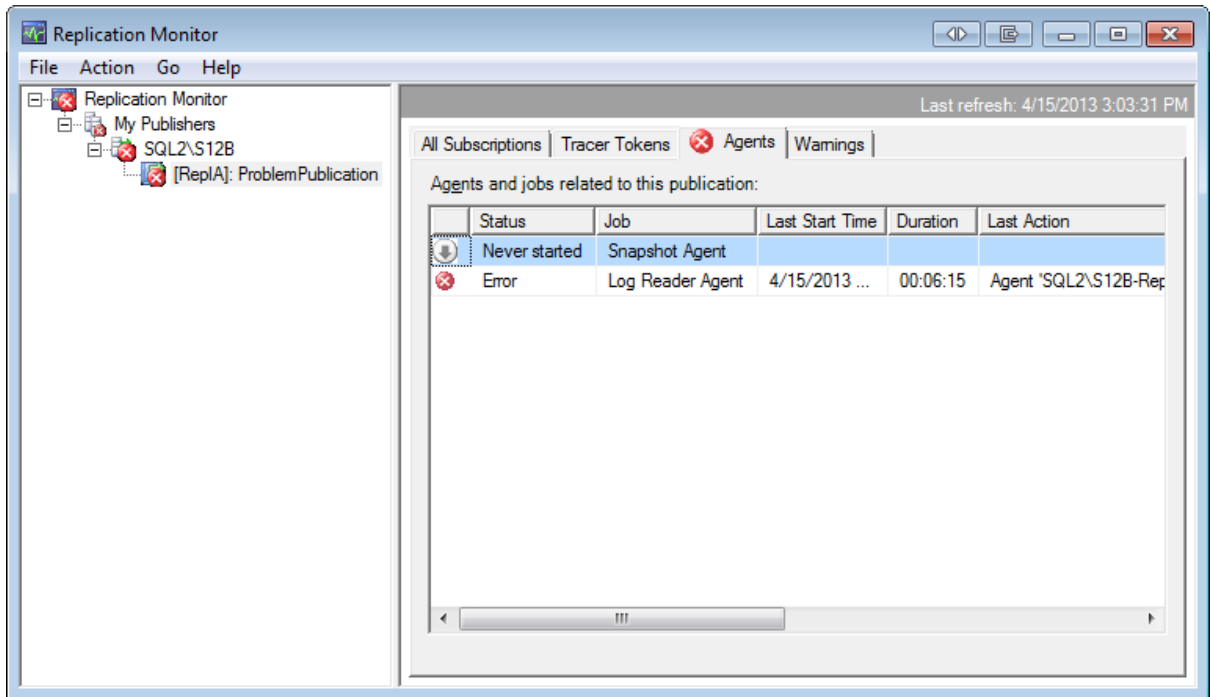 Replication Monitor
File Action Go Help
Replication Monitor
My Publishers
SQL2\S12B
[ReplA]: ProblemPublication
Last refresh: 4/15/2013 3:03:31 PM
All Subscriptions Tracer Tokens Agents Warnings
Agents and jobs related to this publication:
Status Job Last Start Time Duration Last Action
Never started Snapshot Agent
Error Log Reader Agent 4/15/2013 ... 00:06:15 Agent 'SQL2\S12B-Rep